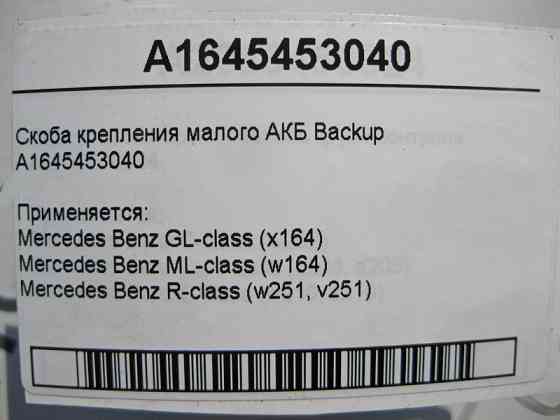 A1645453040
Скоба крепления малого АКБ Backup
A1645453040
Применяется:
Mercedes Benz GL-class (x164)
Mercedes Benz ML-class (w164)
Mercedes Benz R-class (w251, v251)